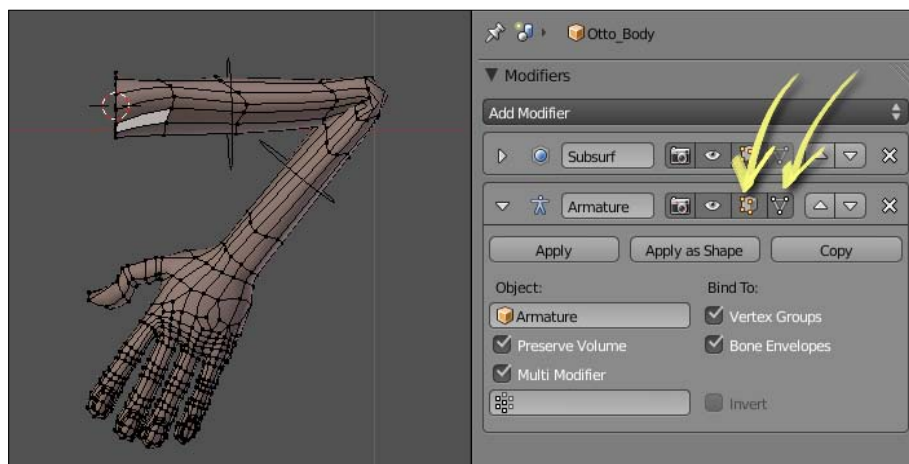 Otto_Body
Modifiers
Add Modifier
Subsurf
Armature
Apply
Apply as Shape
Copy
Object:
Bind To:
Armature
Vertex Groups
Preserve Volume
Bone Envelopes
Multi Modifier
Invert